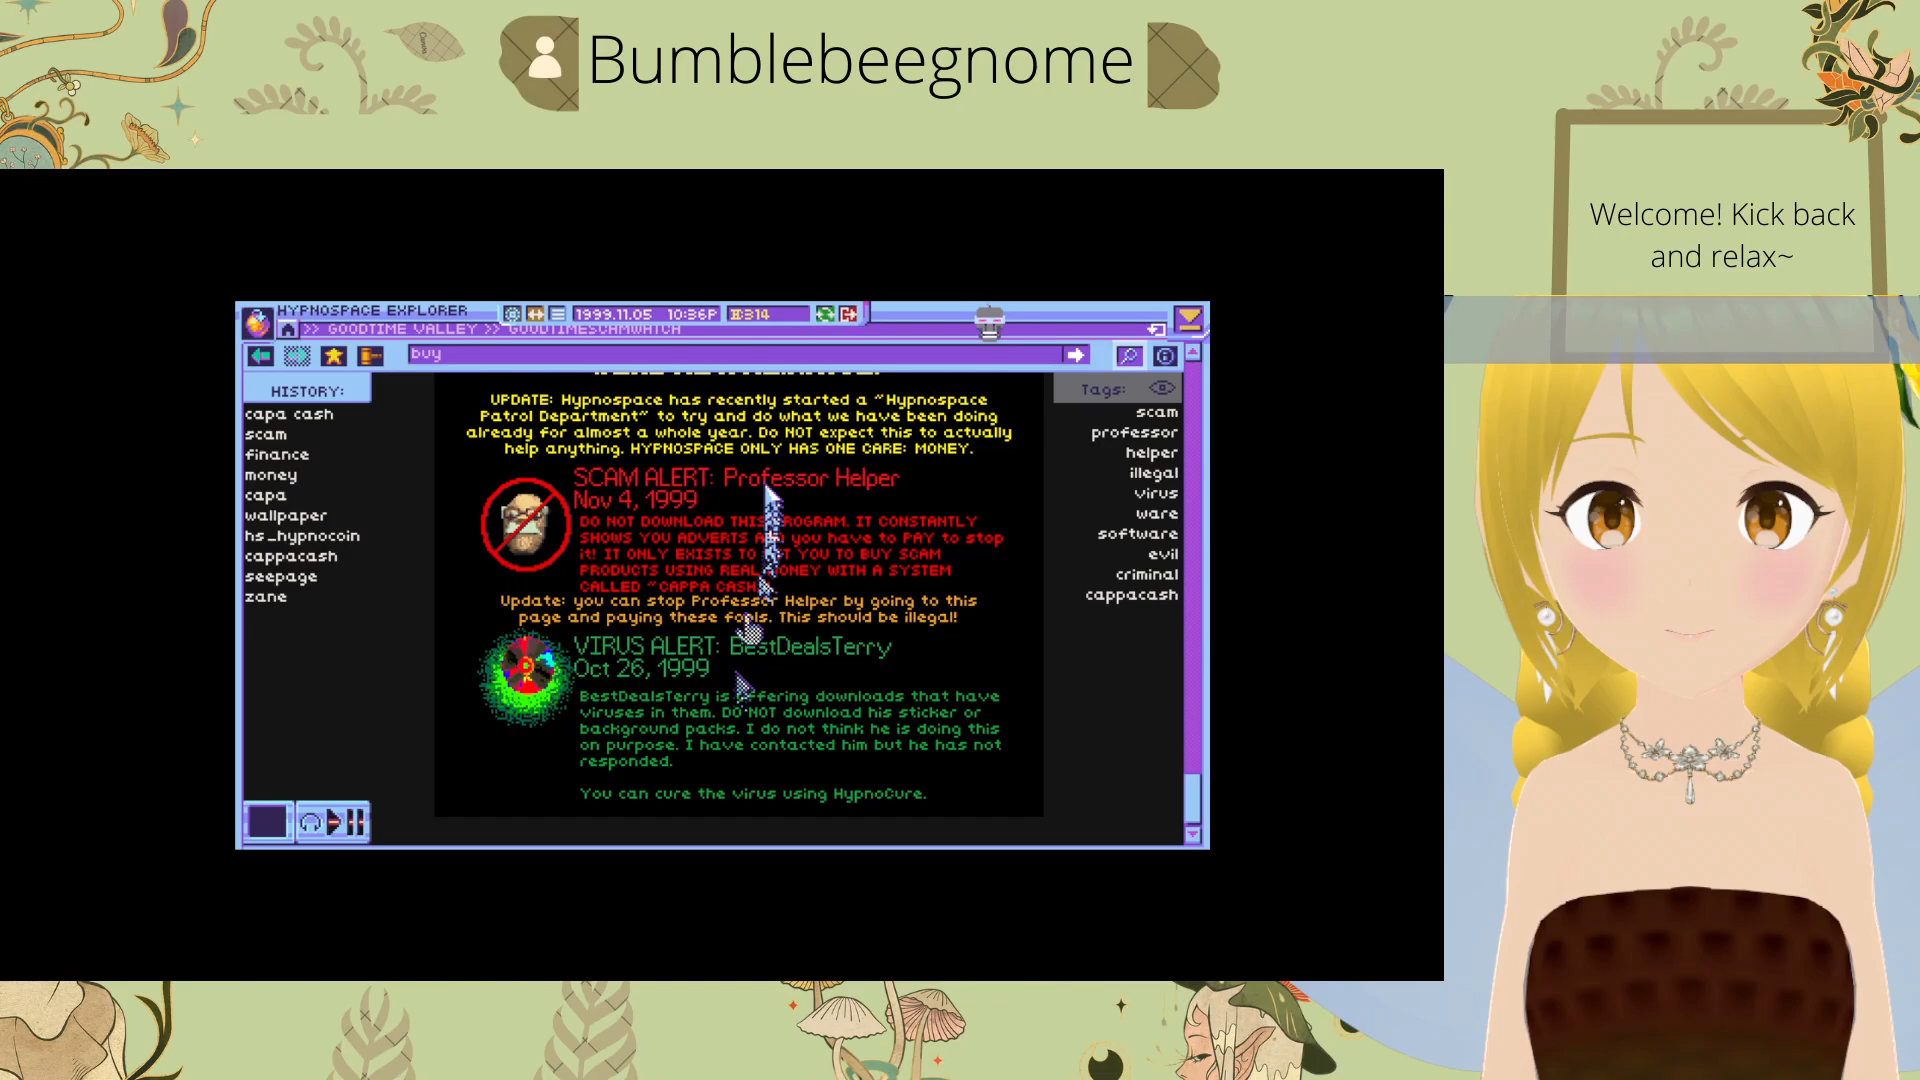 Bumblebeegnome
Welcome! Kick back
and relax~
HYPNOSPACE EXPLORER
1999.11.05 10:36P
314
>> GOODTIME VALLEY >> GOODTIMESCAMWATCH
buy
HISTORY:
capa cash
scam
finance
money
capa
wallpaper
hs_hypnocoin
cappacash
seepage
zane
UPDATE: Hypnospace has recently started a "Hypnospace
Patrol Department" to try and do what we have been doing
already for almost a whole year. Do NOT expect this to actually
help anything. HYPNOSPACE ONLY HAS ONE CARE: MONEY.
SCAM ALERT: Professor Helper
Nov 4, 1999
DO NOT DOWNLOAD THIS PROGRAM. IT CONSTANTLY
SHOWS YOU ADVERTS AND you have to PAY to stop
it! IT ONLY EXISTS TO GET YOU TO BUY SCAM
PRODUCTS USING REAL MONEY WITH A SYSTEM
CALLED "CAPPA CASH"
Update: you can stop Professor Helper by going to this
page and paying these fools. This should be illegal!
VIRUS ALERT: BestDealsTerry
Oct 26, 1999
BestDealsTerry is offering downloads that have
viruses in them. DO NOT download his sticker or
background packs. I do not think he is doing this
on purpose. I have contacted him but he has not
responded.
You can cure the virus using HypnoCure.
Tags:
scam
professor
helper
illegal
virus
ware
software
evil
criminal
cappacash